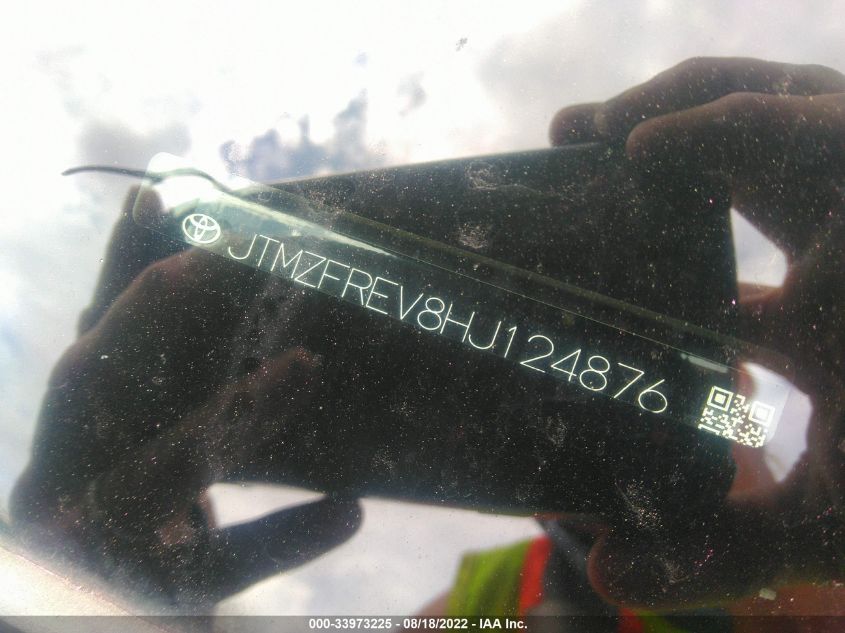 JTMZFREV8HJ124876
000-33973225 - 08/18/2022 - IAA Inc.